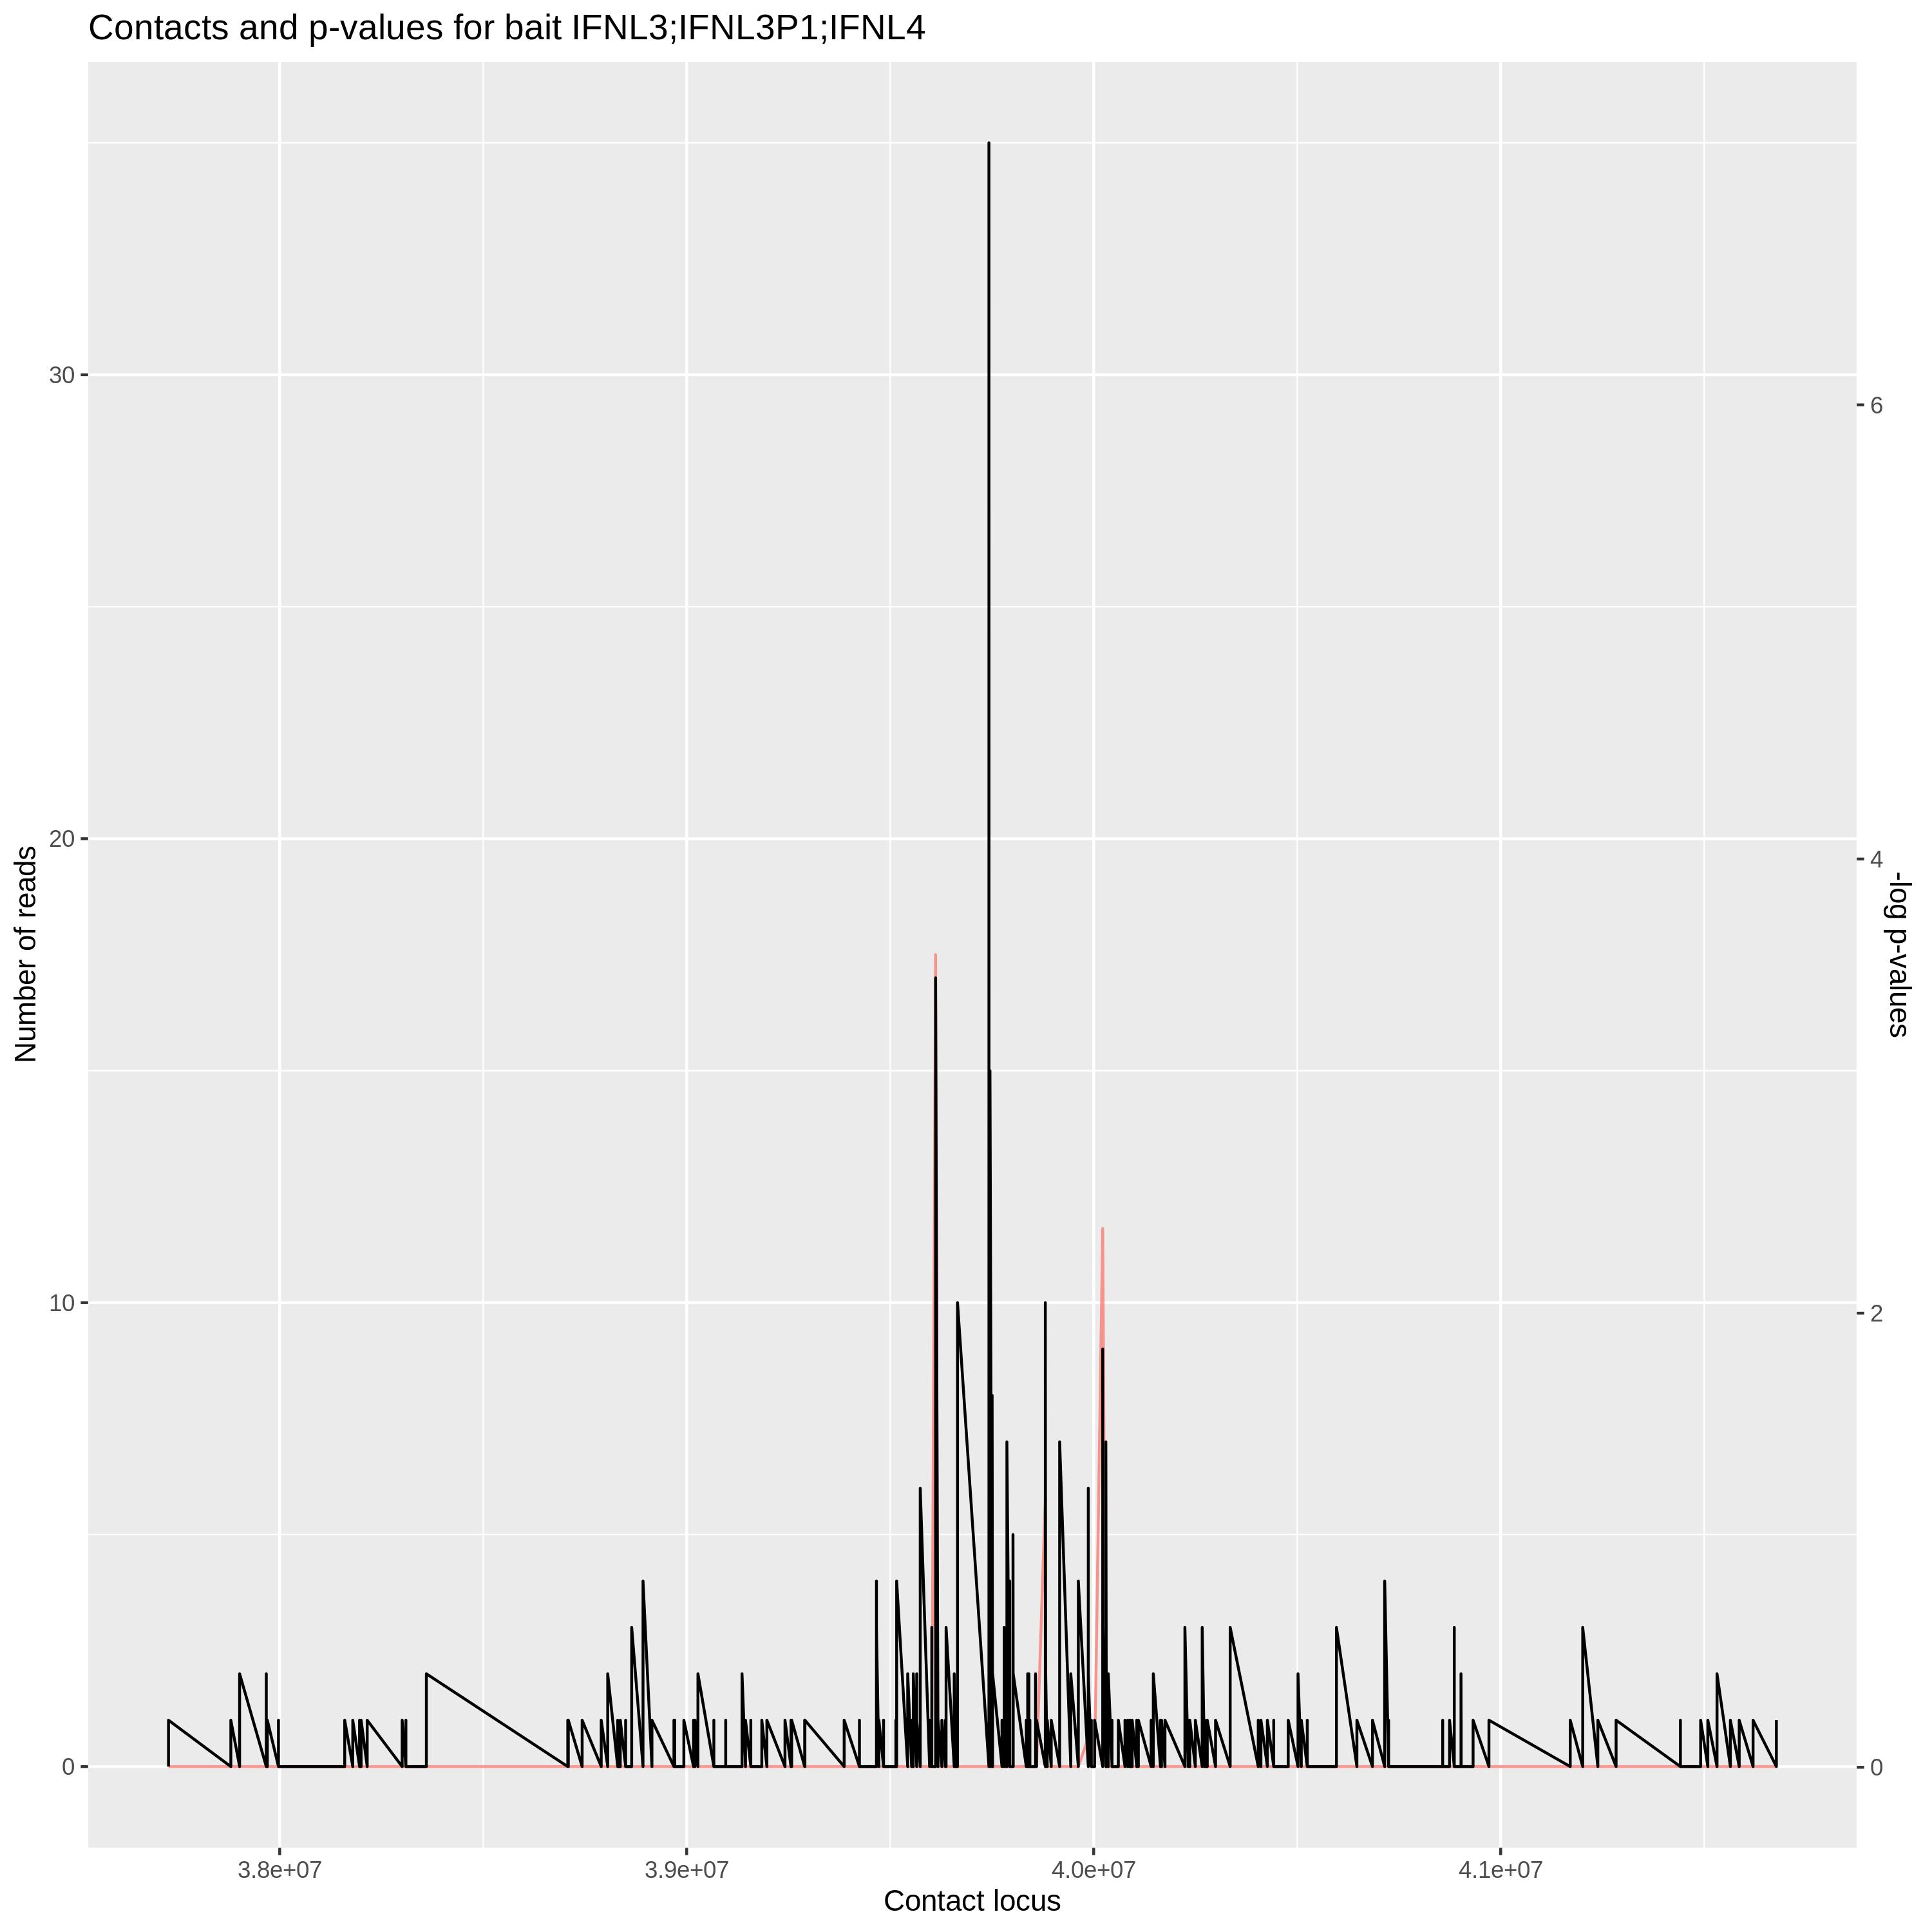 Contacts and p-values for bait IFNL3;IFNL3P1;IFNL4
30
6
20
4
Number of reads
-log p-values
10
2
0
0
3.8e+07
3.9e+07
4.0e+07
4.1e+07
Contact locus